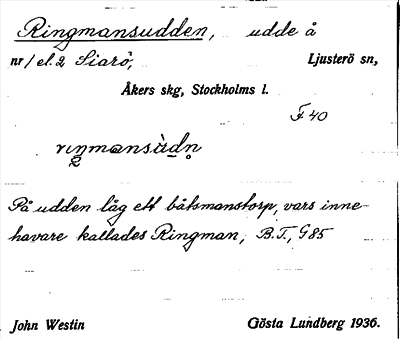 Ringmansudden, udde å
nr 1 el. 2 Siarö, Ljusterö sn,
Åkers skg, Stockholms l.
F 40
På udden låg ett båtsmanstorp, vars inne-
havare kallades Ringman, B.T., 985
John Westin Gösta Lundberg 1936.